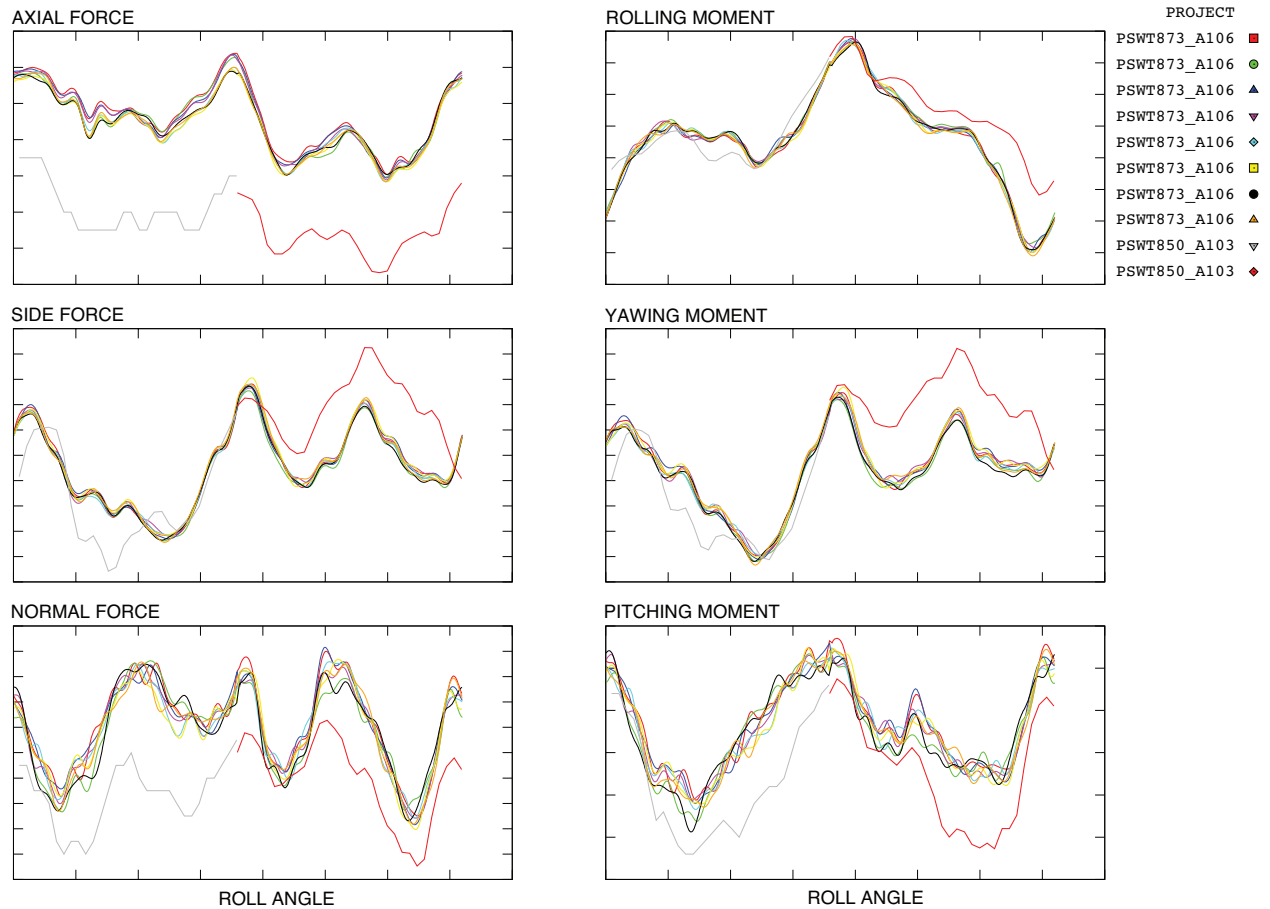 AXIAL FORCE
ROLLING MOMENT
PROJECT
PSWT873_A106
PSWT873_A106
PSWT873_A106
PSWT873_A106
PSWT873_A106
PSWT873_A106
PSWT873_A106
PSWT873_A106
PSWT850_A103
PSWT850_A103
SIDE FORCE
YAWING MOMENT
NORMAL FORCE
PITCHING MOMENT
ROLL ANGLE
ROLL ANGLE